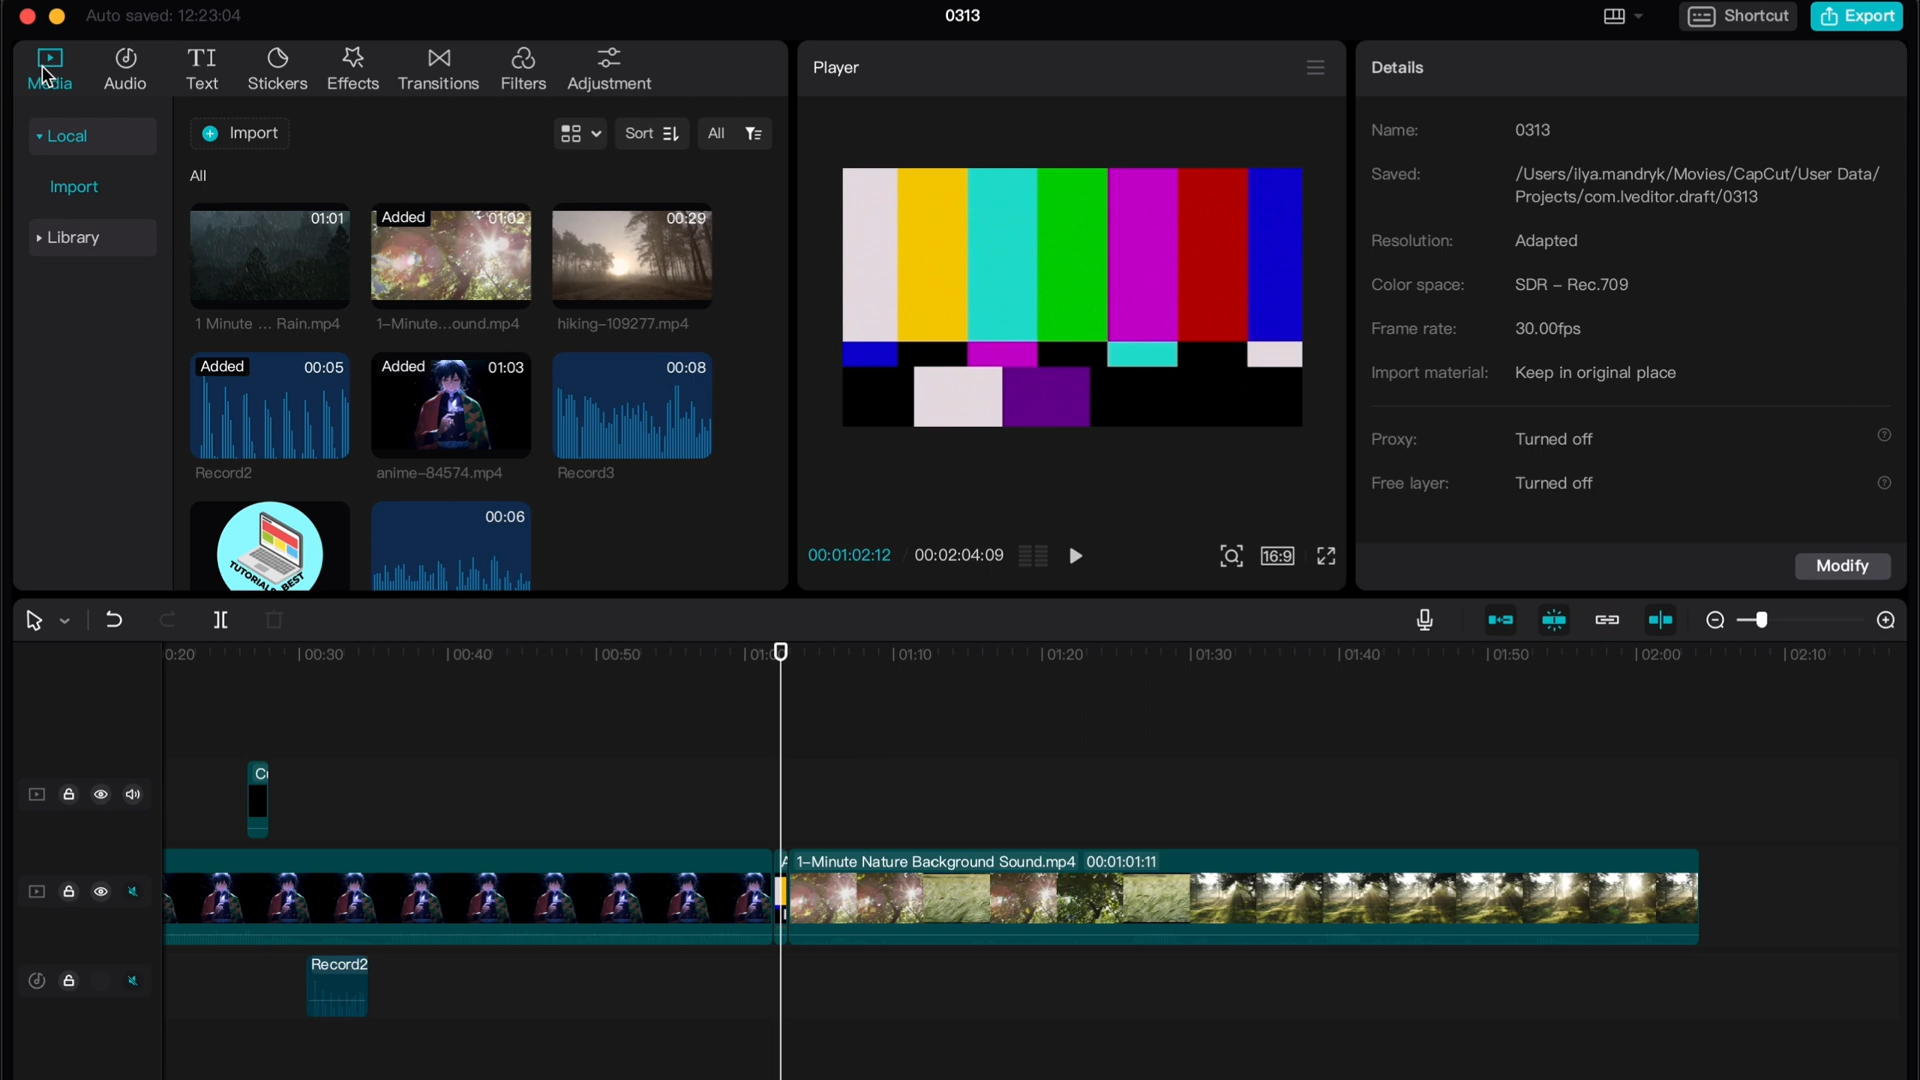 Auto saved: 12:23:04
0313
Shortcut
Export
Media
Audio
TI
Text
Stickers
Effects
Transitions
Filters
Adjustment
Local
Import
Library
Import
Sort
All
All
01:01
1 Minute ... Rain.mp4
Added
01:02
1-Minute...ound.mp4
00:29
hiking-109277.mp4
Added
00:05
Record2
Added
01:03
anime-84574.mp4
00:08
Record3
TUTORIALS BEST
00:06
Player
00:01:02:12 / 00:02:04:09
16:9
Details
Name: 0313
Saved: /Users/ilya.mandryk/Movies/CapCut/User Data/
Projects/com.lveditor.draft/0313
Resolution: Adapted
Color space: SDR – Rec.709
Frame rate: 30.00fps
Import material: Keep in original place
Proxy: Turned off
Free layer: Turned off
Modify
0:20 00:30 00:40 00:50 01:00 01:10 01:20 01:30 01:40 01:50 02:00 02:10
1-Minute Nature Background Sound.mp4 00:01:01:11
Record2